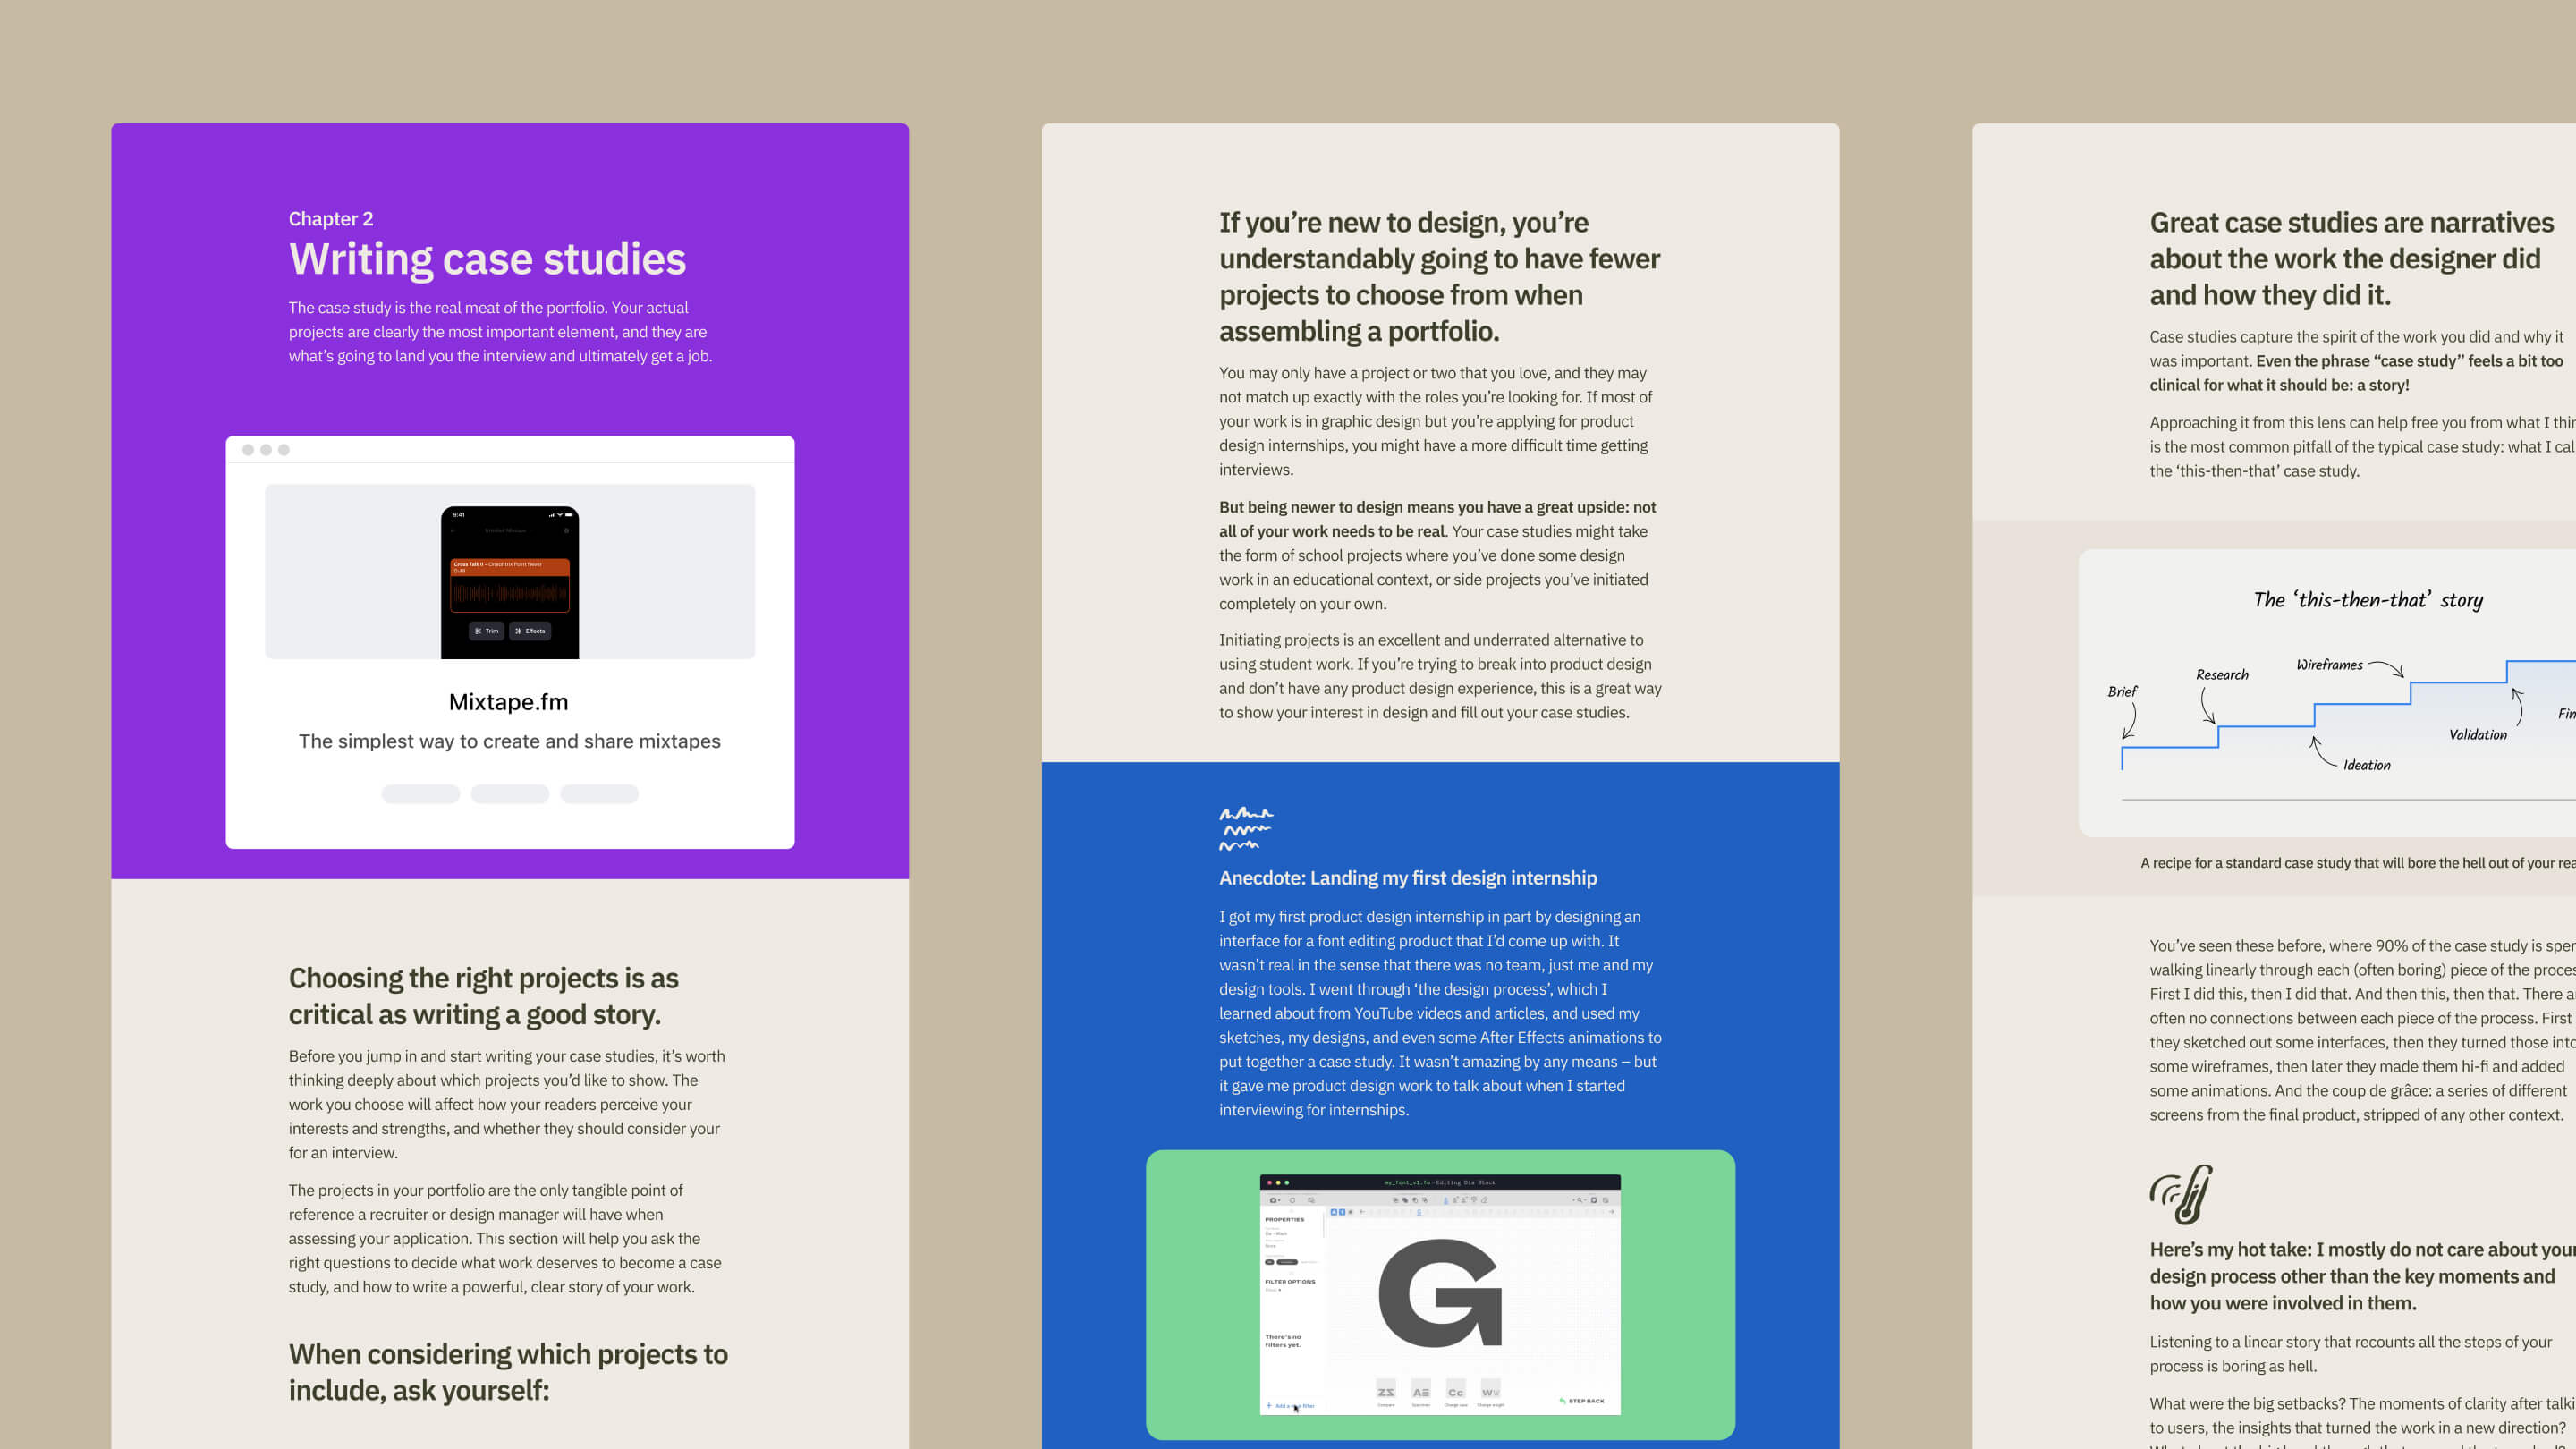 Chapter 2
Writing case studies
The case study is the real meat of the portfolio. Your actual
projects are clearly the most important element, and they are
what's going to land you the interview and ultimately get a job.
9:41
Cross Talk II – Oneohtrix Point Never
Trim
Effects
Mixtape.fm
The simplest way to create and share mixtapes
Choosing the right projects is as
critical as writing a good story.
Before you jump in and start writing your case studies, it's worth
thinking deeply about which projects you'd like to show. The
work you choose will affect how your readers perceive your
interests and strengths, and whether they should consider your
for an interview.
The projects in your portfolio are the only tangible point of
reference a recruiter or design manager will have when
assessing your application. This section will help you ask the
right questions to decide what work deserves to become a case
study, and how to write a powerful, clear story of your work.
When considering which projects to
include, ask yourself:
If you're new to design, you're
understandably going to have fewer
projects to choose from when
assembling a portfolio.
You may only have a project or two that you love, and they may
not match up exactly with the roles you're looking for. If most of
your work is in graphic design but you're applying for product
design internships, you might have a more difficult time getting
interviews.
But being newer to design means you have a great upside: not
all of your work needs to be real. Your case studies might take
the form of school projects where you've done some design
work in an educational context, or side projects you've initiated
completely on your own.
Initiating projects is an excellent and underrated alternative to
using student work. If you're trying to break into product design
and don't have any product design experience, this is a great way
to show your interest in design and fill out your case studies.
Anecdote: Landing my first design internship
I got my first product design internship in part by designing an
interface for a font editing product that I'd come up with. It
wasn't real in the sense that there was no team, just me and my
design tools. I went through 'the design process', which I
learned about from YouTube videos and articles, and used my
sketches, my designs, and even some After Effects animations to
put together a case study. It wasn't amazing by any means – but
it gave me product design work to talk about when I started
interviewing for internships.
my_font_v1.fo – Editing Dia Black
PROPERTIES
FILTER OPTIONS
There's no
filters yet.
Add a new filter
G
Cc
Compare
Change case
Change weight
STEP BACK
Great case studies are narratives
about the work the designer did
and how they did it.
Case studies capture the spirit of the work you did and why it
was important. Even the phrase “case study” feels a bit too
clinical for what it should be: a story!
Approaching it from this lens can help free you from what I thin
is the most common pitfall of the typical case study: what I cal
the 'this-then-that' case study.
The 'this-then-that' story
Brief
Research
Wireframes
Ideation
Validation
Fin
A recipe for a standard case study that will bore the hell out of your rea
You've seen these before, where 90% of the case study is spen
walking linearly through each (often boring) piece of the proces
First I did this, then I did that. And then this, then that. There a
often no connections between each piece of the process. First
they sketched out some interfaces, then they turned those into
some wireframes, then later they made them hi-fi and added
some animations. And the coup de grâce: a series of different
screens from the final product, stripped of any other context.
Here's my hot take: I mostly do not care about your
design process other than the key moments and
how you were involved in them.
Listening to a linear story that recounts all the steps of your
process is boring as hell.
What were the big setbacks? The moments of clarity after talki
to users, the insights that turned the work in a new direction?